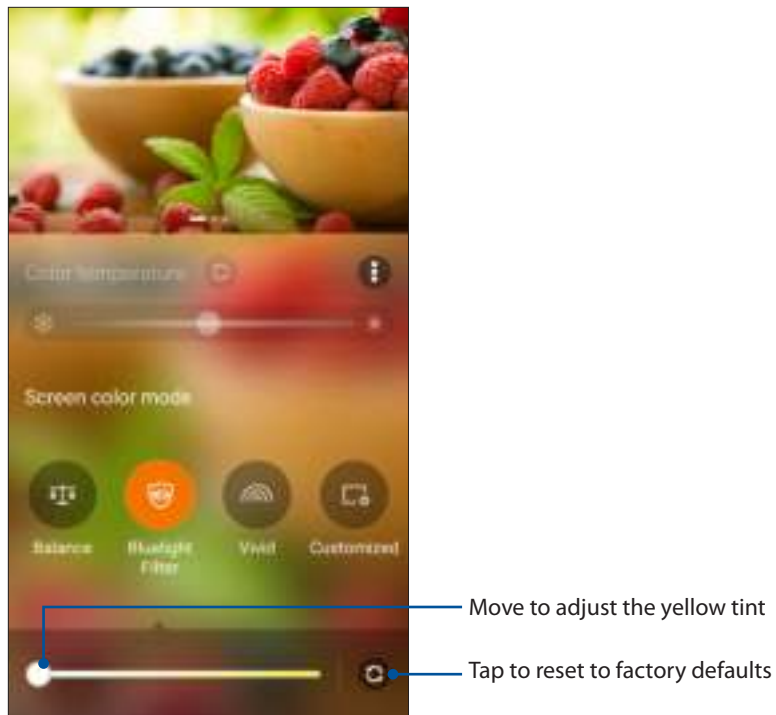 Color temperature
Screen color mode
Balance
Bluelight
Filter
Vivid
Customized
Move to adjust the yellow tint
Tap to reset to factory defaults